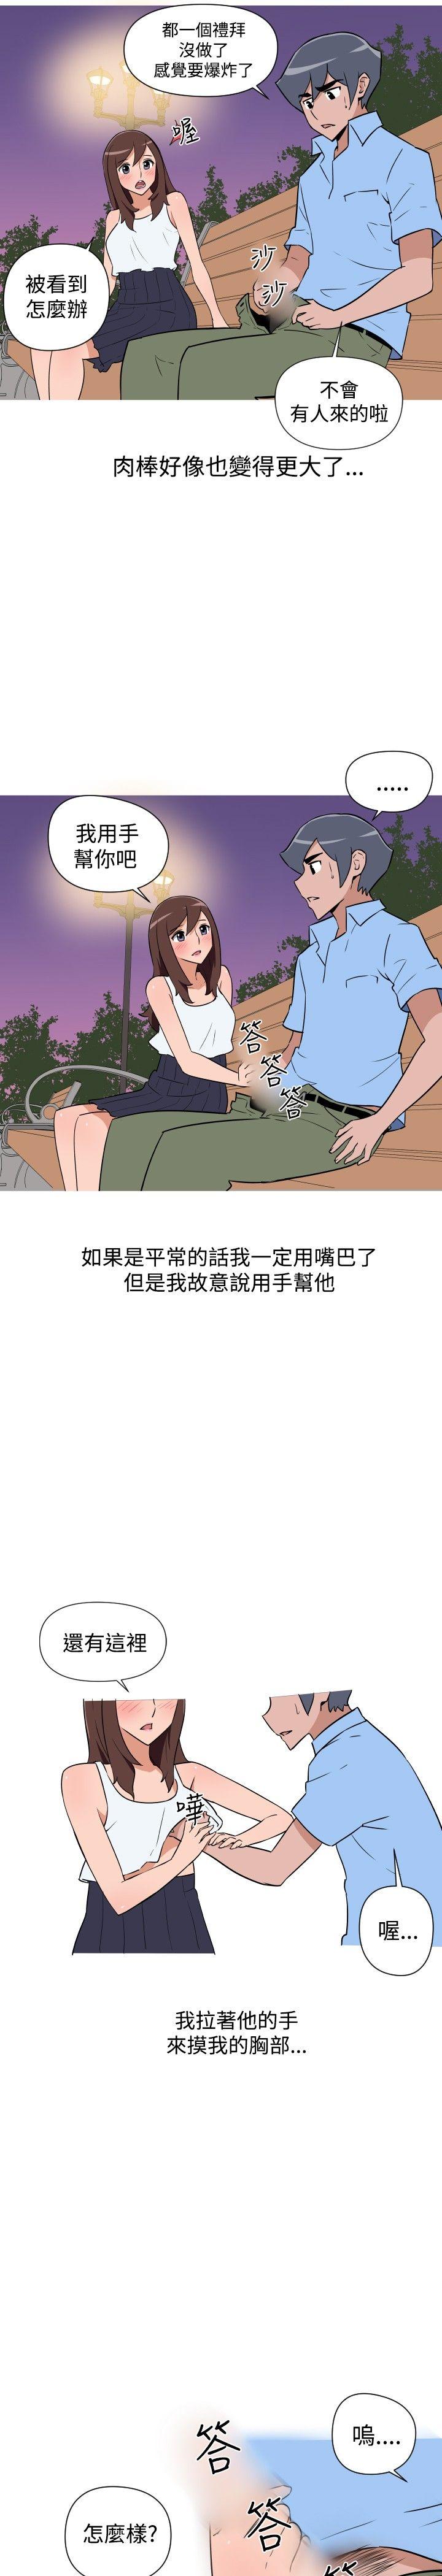 都一個禮拜
沒做了
感覺要爆炸了
喔
被看到
怎麼辦
沙
沙
不會
有人來的啦
肉棒好像也變得更大了...
.....
我用手
幫你吧
答
答
答
如果是平常的話我一定用嘴巴了
但是我故意說用手幫他
還有這裡
嘩
喔...
我拉著他的手
來摸我的胸部...
嗚....
答
答
怎麼樣?